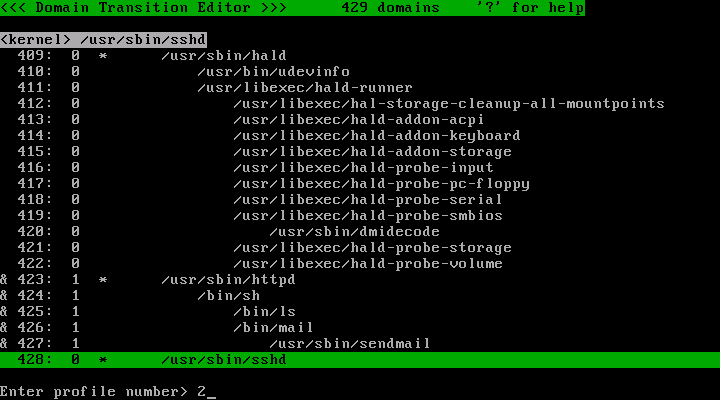 <<< Domain Transition Editor >>>      429 domains    '?' for help
<kernel> /usr/sbin/sshd
  409:  0  *      /usr/sbin/hald
  410:  0             /usr/bin/udevinfo
  411:  0             /usr/libexec/hald-runner
  412:  0                 /usr/libexec/hal-storage-cleanup-all-mountpoints
  413:  0                 /usr/libexec/hald-addon-acpi
  414:  0                 /usr/libexec/hald-addon-keyboard
  415:  0                 /usr/libexec/hald-addon-storage
  416:  0                 /usr/libexec/hald-probe-input
  417:  0                 /usr/libexec/hald-probe-pc-floppy
  418:  0                 /usr/libexec/hald-probe-serial
  419:  0                 /usr/libexec/hald-probe-smbios
  420:  0                     /usr/sbin/dmidecode
  421:  0                 /usr/libexec/hald-probe-storage
  422:  0                 /usr/libexec/hald-probe-volume
& 423:  1  *      /usr/sbin/httpd
& 424:  1             /bin/sh
& 425:  1                 /bin/ls
& 426:  1                 /bin/mail
& 427:  1                     /usr/sbin/sendmail
  428:  0  *      /usr/sbin/sshd
Enter profile number> 2_